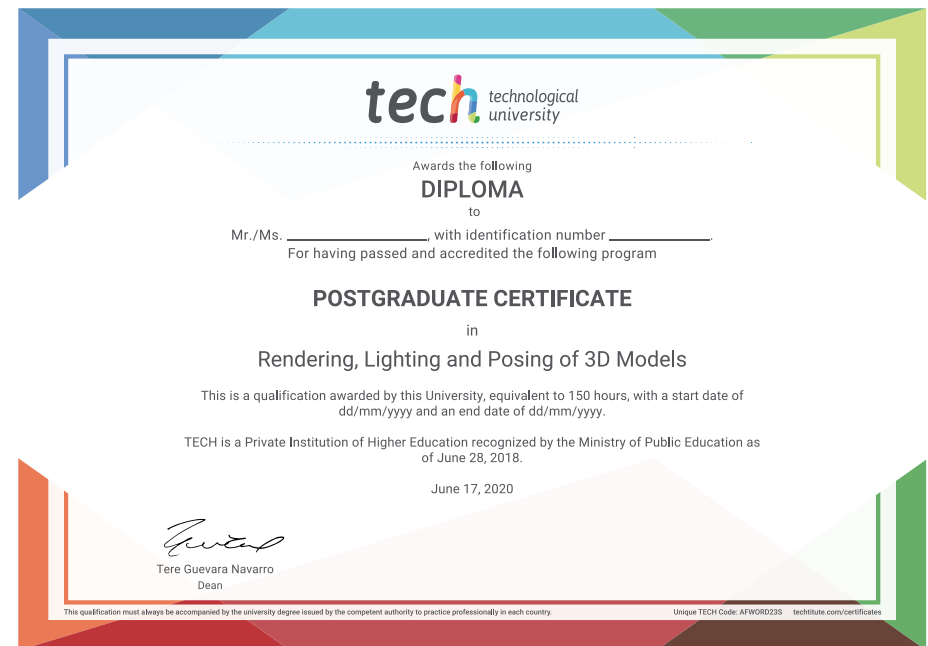 tech technological
university
Awards the following
DIPLOMA
to
Mr./Ms. ________________, with identification number ____________.
For having passed and accredited the following program
POSTGRADUATE CERTIFICATE
in
Rendering, Lighting and Posing of 3D Models
This is a qualification awarded by this University, equivalent to 150 hours, with a start date of
dd/mm/yyyy and an end date of dd/mm/yyyy.
TECH is a Private Institution of Higher Education recognized by the Ministry of Public Education as
of June 28, 2018.
June 17, 2020
Tere Guevara Navarro
Dean
This qualification must always be accompanied by the university degree issued by the competent authority to practice professionally in each country.
Unique TECH Code: AFWORD23S techtitute.com/certificates